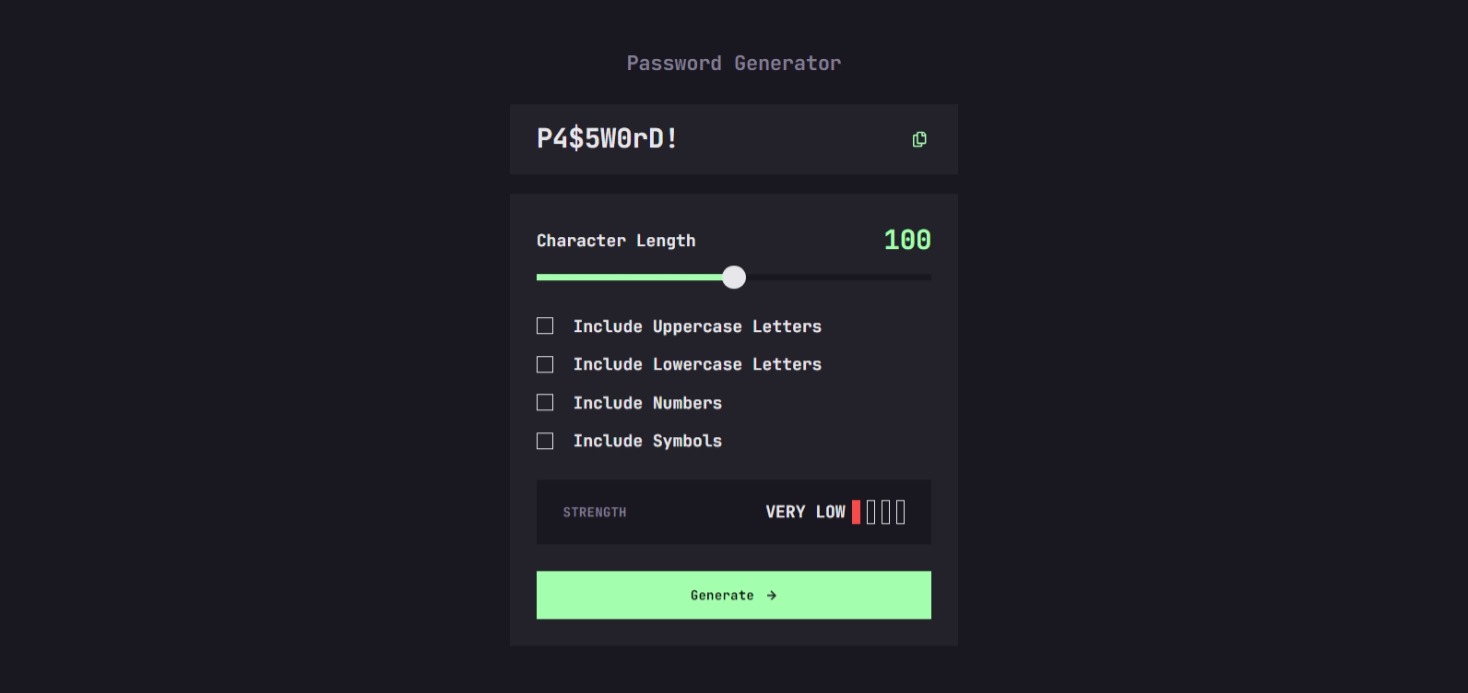 Password Generator
P4$5W0rD!
Character Length 100
Include Uppercase Letters
Include Lowercase Letters
Include Numbers
Include Symbols
STRENGTH VERY LOW
Generate →